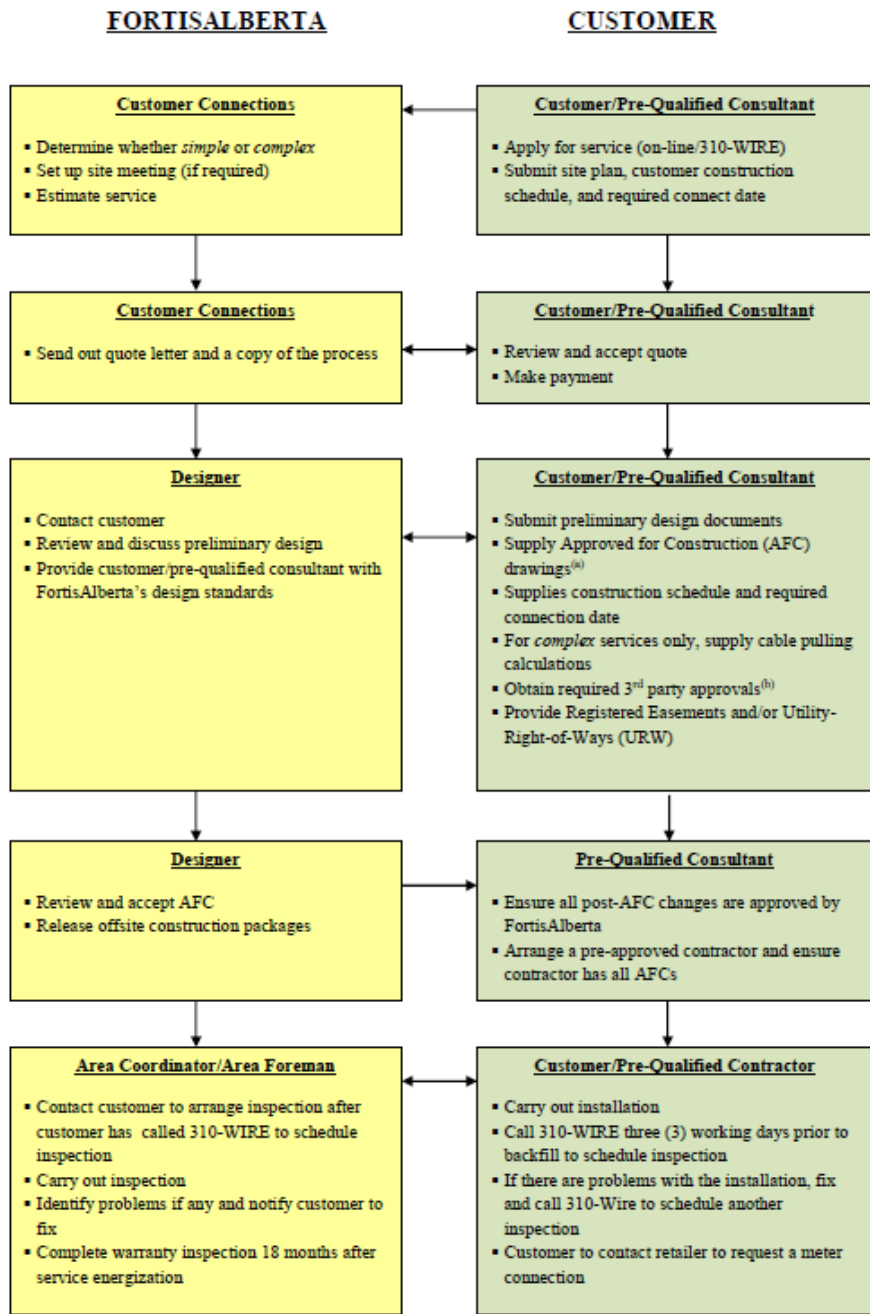 FORTISALBERTA
CUSTOMER
Customer Connections
▪ Determine whether simple or complex
▪ Set up site meeting (if required)
▪ Estimate service
Customer/Pre-Qualified Consultant
▪ Apply for service (on-line/310-WIRE)
▪ Submit site plan, customer construction
schedule, and required connect date
Customer Connections
▪ Send out quote letter and a copy of the process
Customer/Pre-Qualified Consultant
▪ Review and accept quote
▪ Make payment
Designer
▪ Contact customer
▪ Review and discuss preliminary design
▪ Provide customer/pre-qualified consultant with
FortisAlberta's design standards
Customer/Pre-Qualified Consultant
▪ Submit preliminary design documents
▪ Supply Approved for Construction (AFC)
drawings(a)
▪ Supplies construction schedule and required
connection date
▪ For complex services only, supply cable pulling
calculations
▪ Obtain required 3rd party approvals(b)
▪ Provide Registered Easements and/or Utility-
Right-of-Ways (URW)
Designer
▪ Review and accept AFC
▪ Release offsite construction packages
Pre-Qualified Consultant
▪ Ensure all post-AFC changes are approved by
FortisAlberta
▪ Arrange a pre-approved contractor and ensure
contractor has all AFCs
Area Coordinator/Area Foreman
▪ Contact customer to arrange inspection after
customer has called 310-WIRE to schedule
inspection
▪ Carry out inspection
▪ Identify problems if any and notify customer to
fix
▪ Complete warranty inspection 18 months after
service energization
Customer/Pre-Qualified Contractor
▪ Carry out installation
▪ Call 310-WIRE three (3) working days prior to
backfill to schedule inspection
▪ If there are problems with the installation, fix
and call 310-Wire to schedule another
inspection
▪ Customer to contact retailer to request a meter
connection